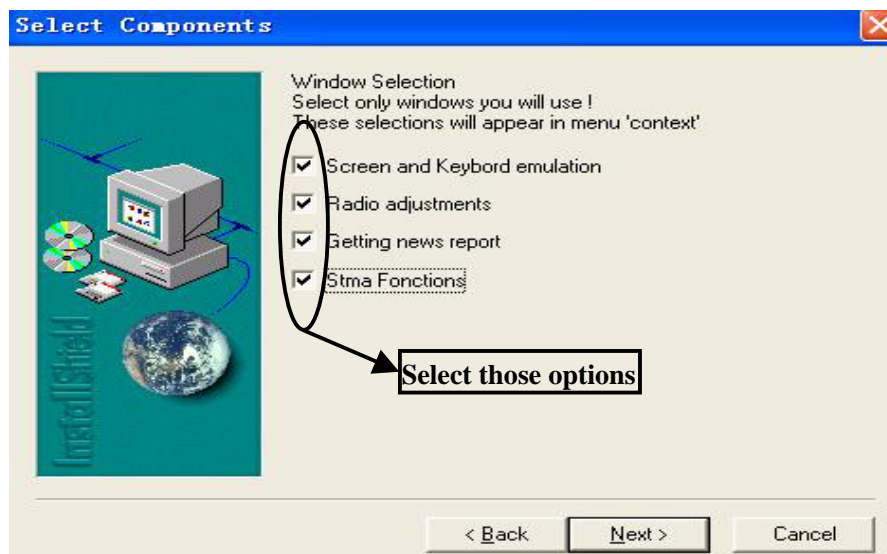 Select Components
Window Selection
Select only windows you will use !
These selections will appear in menu 'context'
Screen and Keybord emulation
Radio adjustments
Getting news report
Stma Fonctions
Select those options
InstallShield
< Back
Next >
Cancel